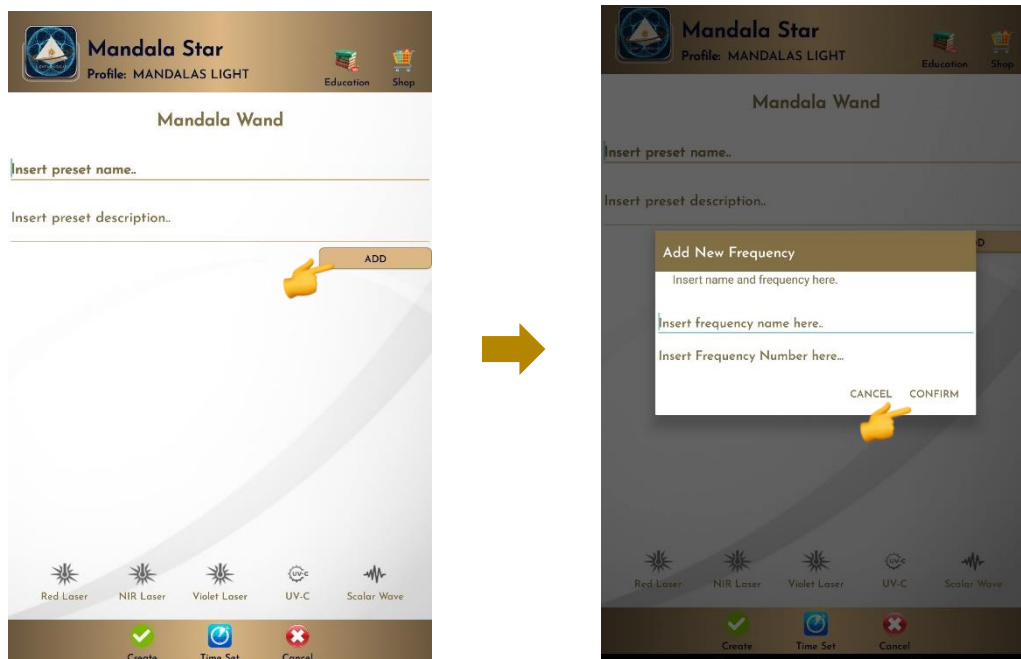 Mandala Star
Profile: MANDALAS LIGHT
Education
Shop
Mandala Wand
Insert preset name..
Insert preset description..
ADD
Red Laser
NIR Laser
Violet Laser
UV-C
UV-C
Scalar Wave
Create
Time Set
Cancel
Mandala Star
Profile: MANDALAS LIGHT
Education
Shop
Mandala Wand
Insert preset name..
Insert preset description..
D
Add New Frequency
Insert name and frequency here.
Insert frequency name here..
Insert Frequency Number here...
CANCEL
CONFIRM
Red Laser
NIR Laser
Violet Laser
UV-C
UV-C
Scalar Wave
Create
Time Set
Cancel